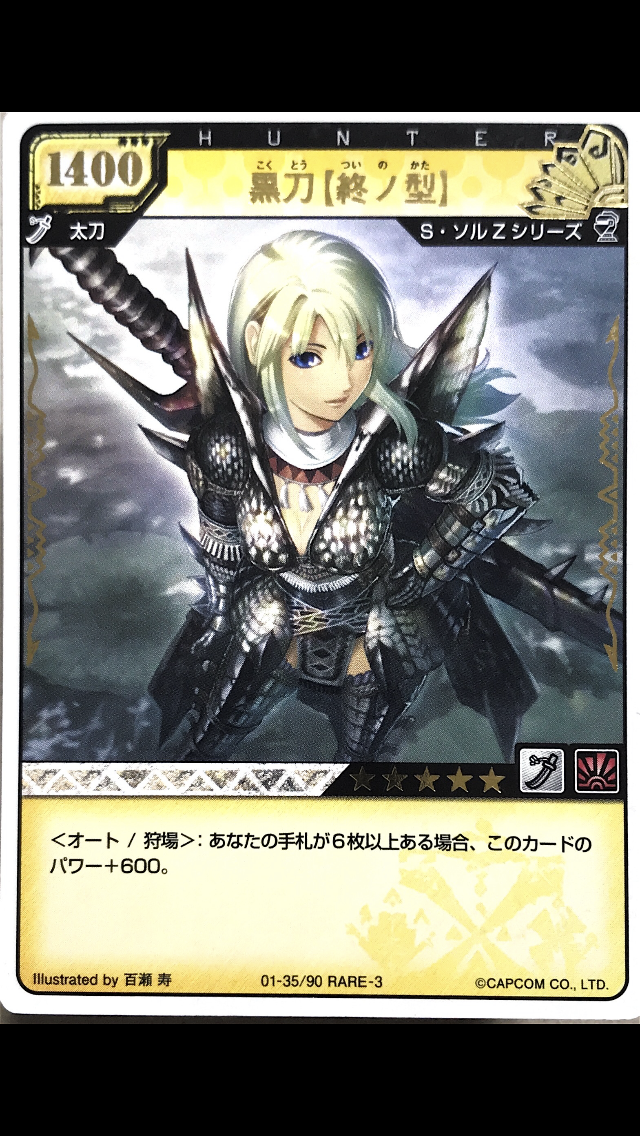 HUNTER
1400
こくとう ついのかた
黒刀【終ノ型】
太刀
S・ソルZシリーズ
<オート / 狩場>：あなたの手札が６枚以上ある場合、このカードの
パワー＋600。
Illustrated by 百瀬 寿
01-35/90 RARE-3
©CAPCOM CO., LTD.